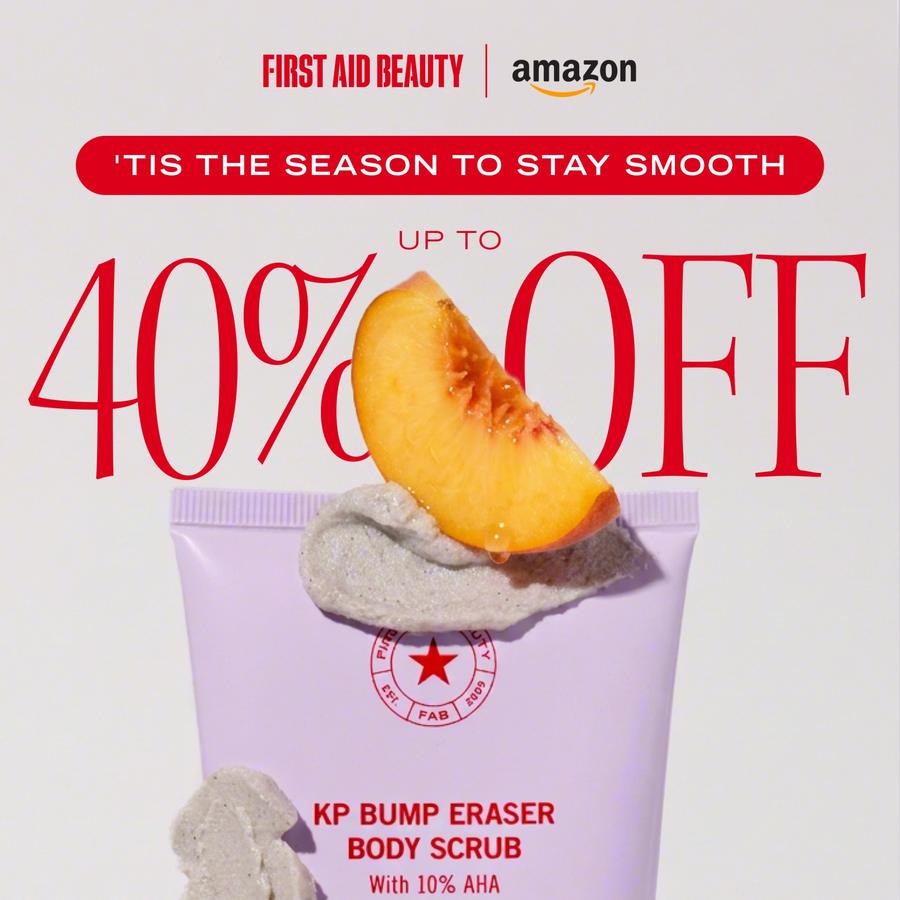 FIRST AID BEAUTY | amazon
'TIS THE SEASON TO STAY SMOOTH
UP TO
40% OFF
EST. FAB 2009
KP BUMP ERASER
BODY SCRUB
With 10% AHA